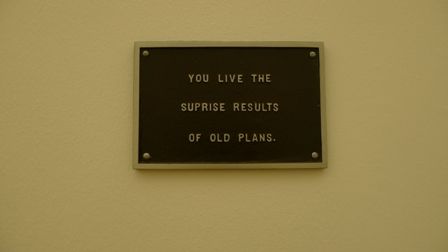 YOU LIVE THE
SUPRISE RESULTS
OF OLD PLANS.